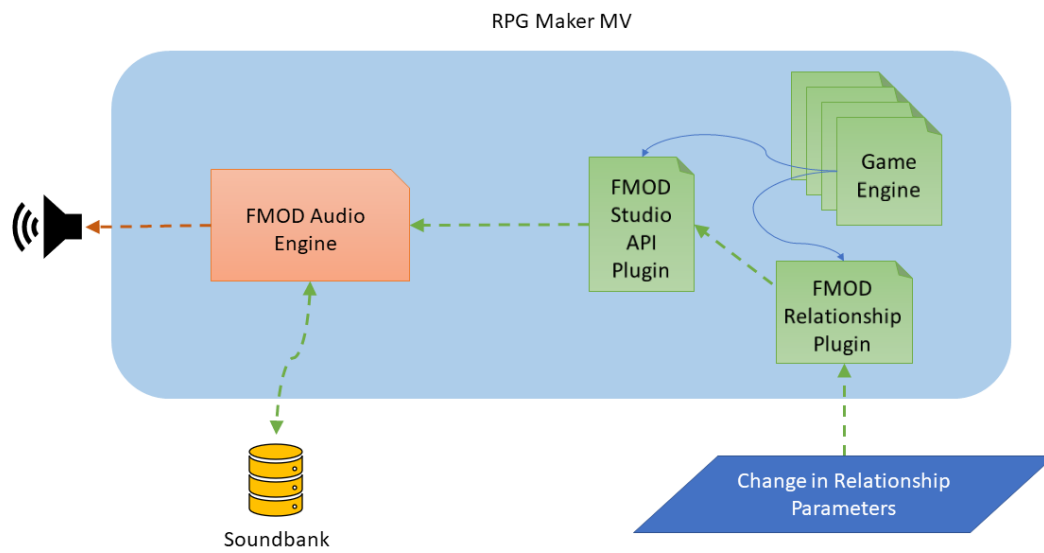 RPG Maker MV
Game
Engine
FMOD
Studio
API
Plugin
FMOD Audio
Engine
FMOD
Relationship
Plugin
Change in Relationship
Parameters
Soundbank